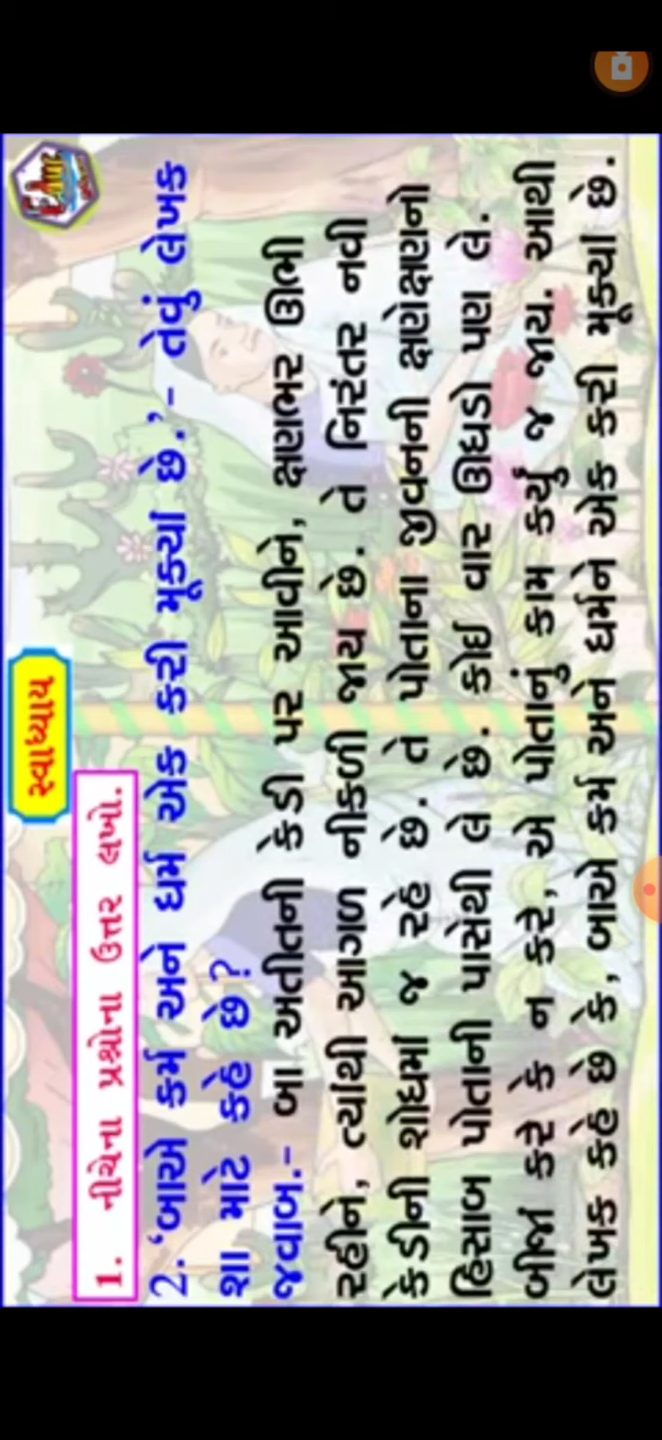 સ્વાધ્યાય
1. નીચેના પ્રશ્નોના ઉત્તર લખો.
2. ‘બાએ કર્મ અને ધર્મ એક કરી મૂક્યાં છે.’ - તેવું લેખક
શા માટે કહે છે ?
જવાબ.- બા અતીતની કેડી પર આવીને, ક્ષણભર ઊભી
રહીને, ત્યાંથી આગળ નીકળી જાય છે. તે નિરંતર નવી
કેડીની શોધમાં જ રહે છે. તે પોતાના જીવનની ક્ષણેક્ષણનો
હિસાબ પોતાની પાસેથી લે છે. કોઇ વાર ઊઘડો પણ લે.
બીજાં કરે કે ન કરે, એ પોતાનું કામ કર્યું જ જાય. આથી
લેખક કહે છે કે, બાએ કર્મ અને ધર્મને એક કરી મૂક્યાં છે.